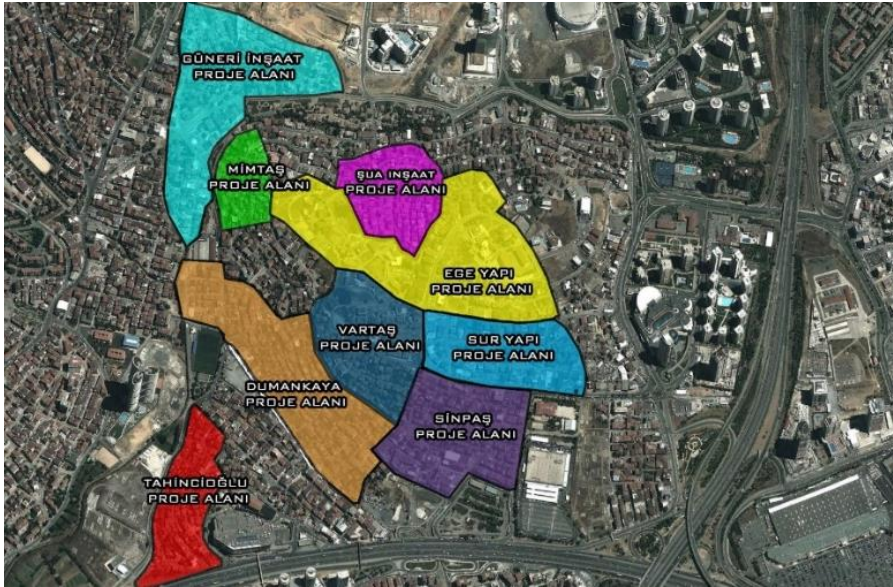 GÜNERİ İNŞAAT
PROJE ALANI
MİMTAŞ
PROJE ALANI
ŞUA INŞAAT
PROJE ALANI
EGE YAPI
PROJE ALANI
VARTAŞ
PROJE ALANI
SUR YAPI
PROJE ALANI
DUMANKAYA
PROJE ALANI
SİNPAŞ
PROJE ALANI
TAHİNCİOĞLU
PROJE ALANI